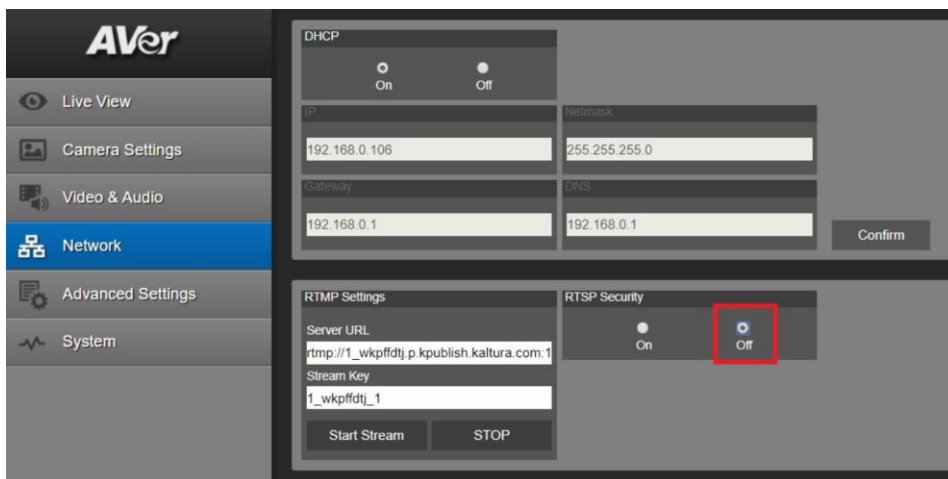 AVer
Live View
Camera Settings
Video & Audio
Network
Advanced Settings
System
DHCP
On
Off
IP
Netmask
192.168.0.106
255.255.255.0
Gateway
DNS
192.168.0.1
192.168.0.1
Confirm
RTMP Settings
RTSP Security
Server URL
On
Off
rtmp://1_wkpffdtj.p.kpublish.kaltura.com:1
Stream Key
1_wkpffdtj_1
Start Stream
STOP